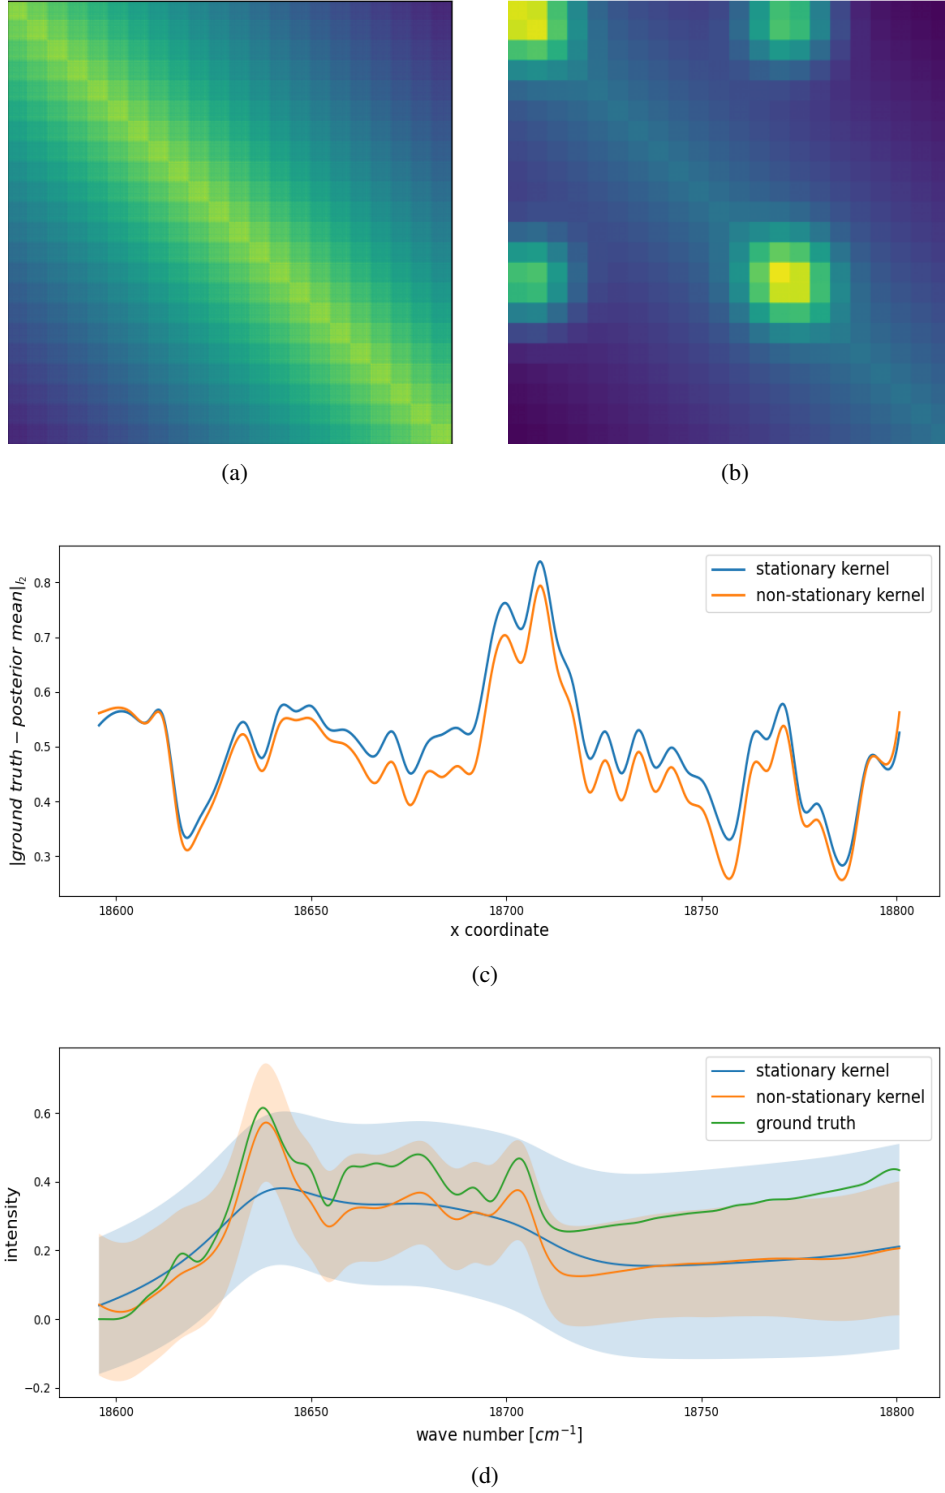 (a)
(b)
|ground truth − posterior mean|l2
0.8
0.7
0.6
0.5
0.4
0.3
stationary kernel
non-stationary kernel
18600 18650 18700 18750 18800
x coordinate
(c)
intensity
0.6
0.4
0.2
0.0
−0.2
stationary kernel
non-stationary kernel
ground truth
18600 18650 18700 18750 18800
wave number [cm⁻¹]
(d)